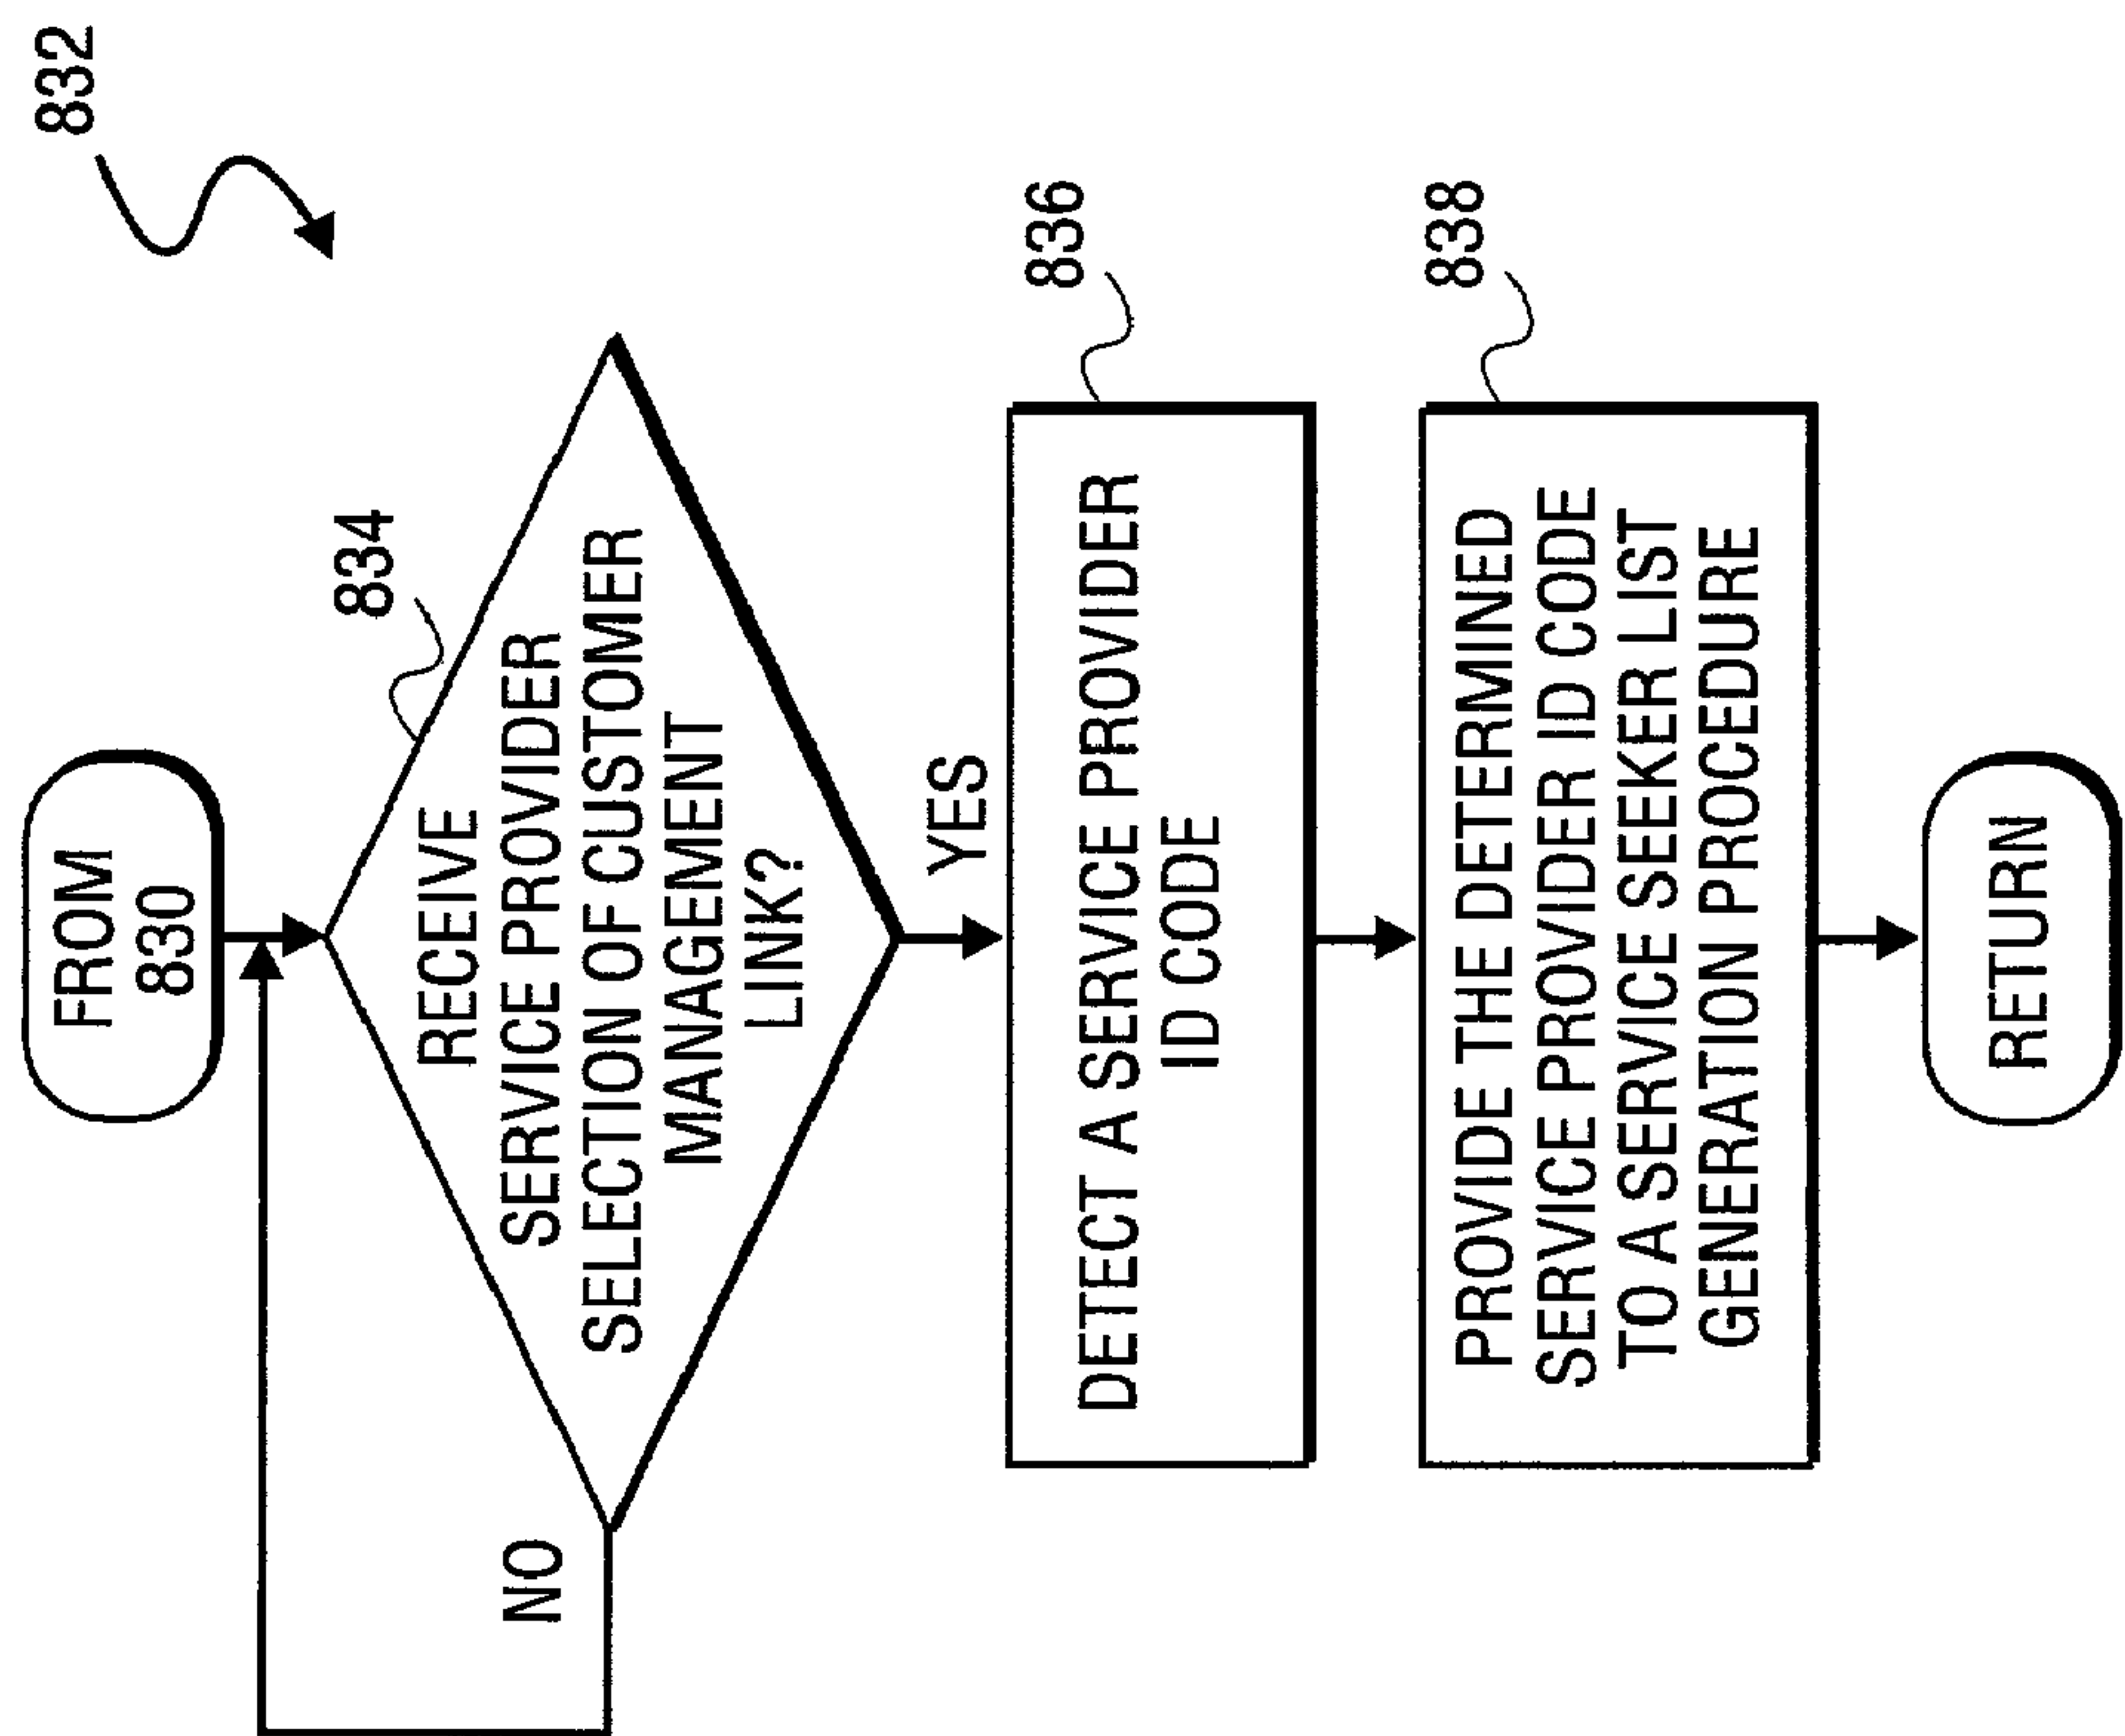 832
FROM
830
834
RECEIVE
SERVICE PROVIDER
SELECTION OF CUSTOMER
MANAGEMENT
LINK?
NO
YES
836
DETECT A SERVICE PROVIDER
ID CODE
838
PROVIDE THE DETERMINED
SERVICE PROVIDER ID CODE
TO A SERVICE SEEKER LIST
GENERATION PROCEDURE
RETURN